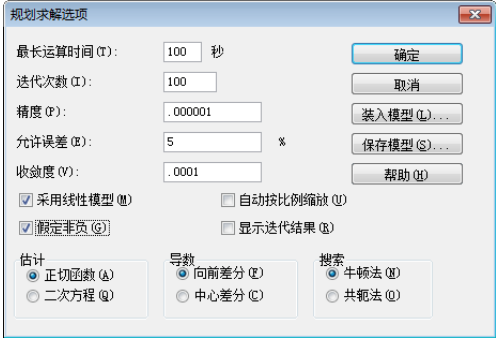 规划求解选项
最长运算时间(T): 100 秒 确定
迭代次数(I): 100 取消
精度(P): .000001 装入模型(L)...
允许误差(E): 5 % 保存模型(S)...
收敛度(V): .0001 帮助(H)
采用线性模型(M) 自动按比例缩放(U)
假定非负(G) 显示迭代结果(R)
估计 导数 搜索
正切函数(A) 向前差分(F) 牛顿法(N)
二次方程(Q) 中心差分(C) 共轭法(O)